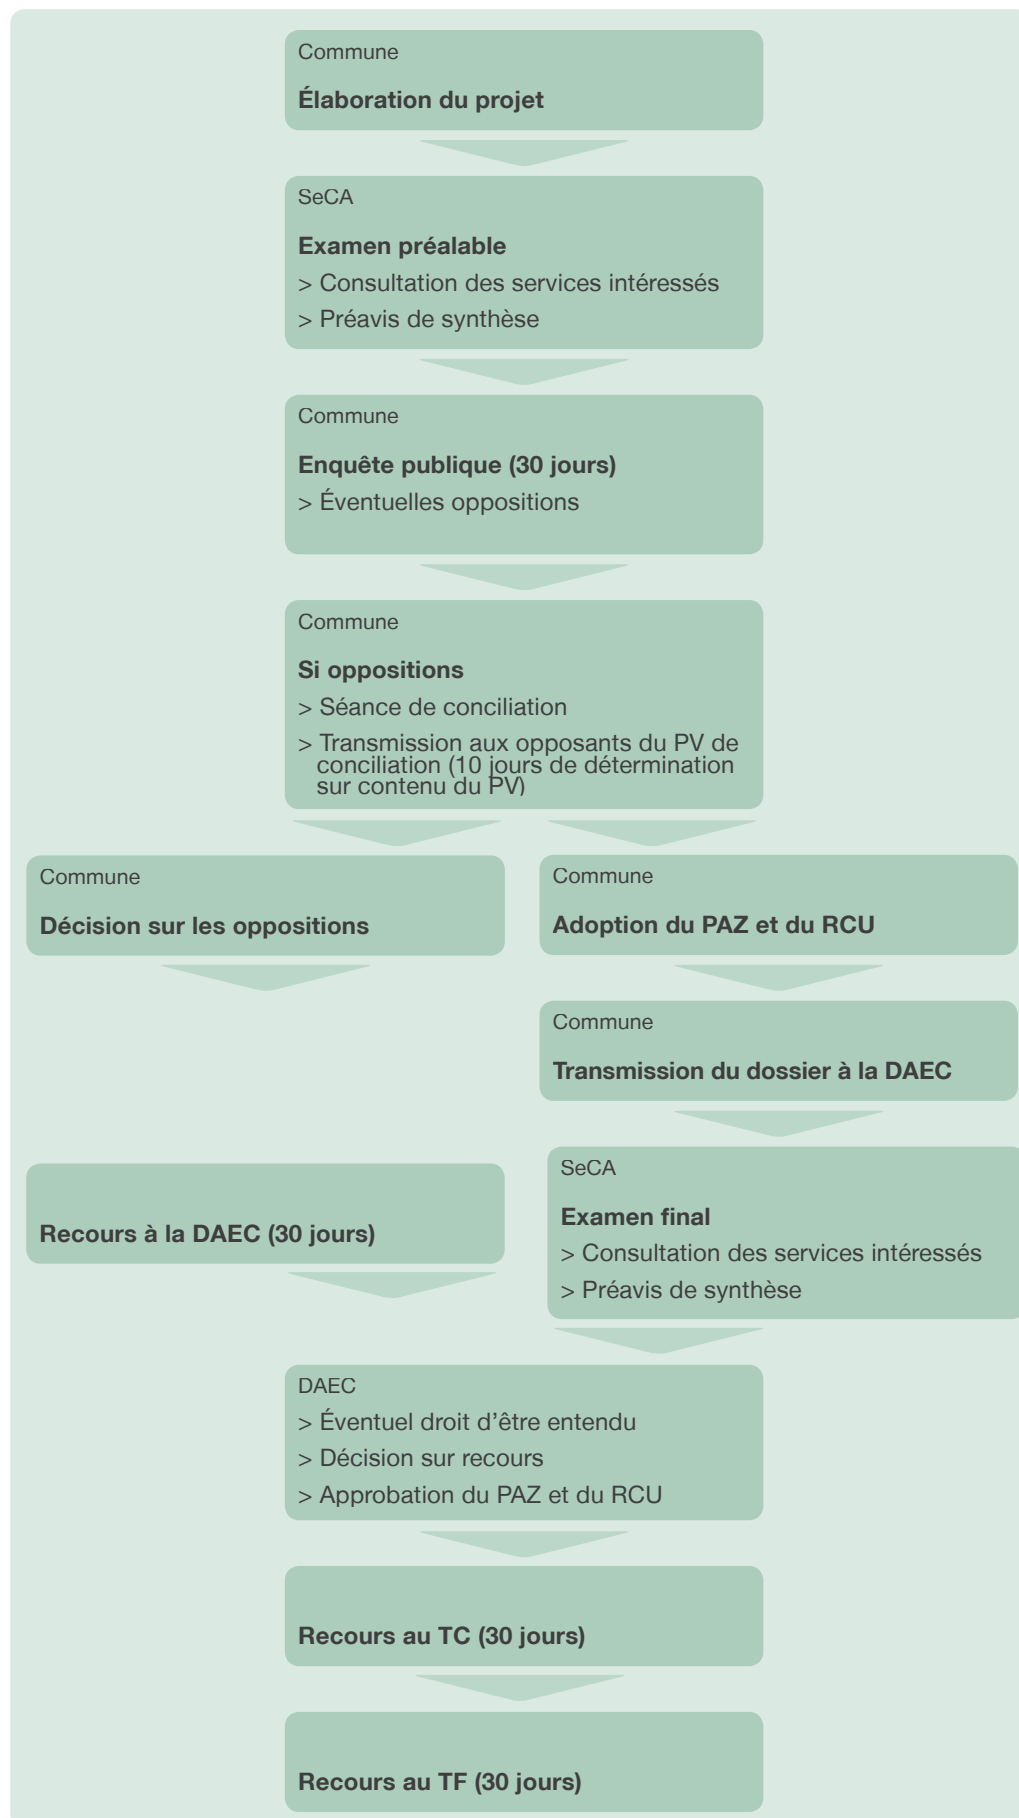 Commune
Élaboration du projet
SeCA
Examen préalable
> Consultation des services intéressés
> Préavis de synthèse
Commune
Enquête publique (30 jours)
> Éventuelles oppositions
Commune
Si oppositions
> Séance de conciliation
> Transmission aux opposants du PV de
conciliation (10 jours de détermination
sur contenu du PV)
Commune
Décision sur les oppositions
Commune
Adoption du PAZ et du RCU
Commune
Transmission du dossier à la DAEC
Recours à la DAEC (30 jours)
SeCA
Examen final
> Consultation des services intéressés
> Préavis de synthèse
DAEC
> Éventuel droit d’être entendu
> Décision sur recours
> Approbation du PAZ et du RCU
Recours au TC (30 jours)
Recours au TF (30 jours)